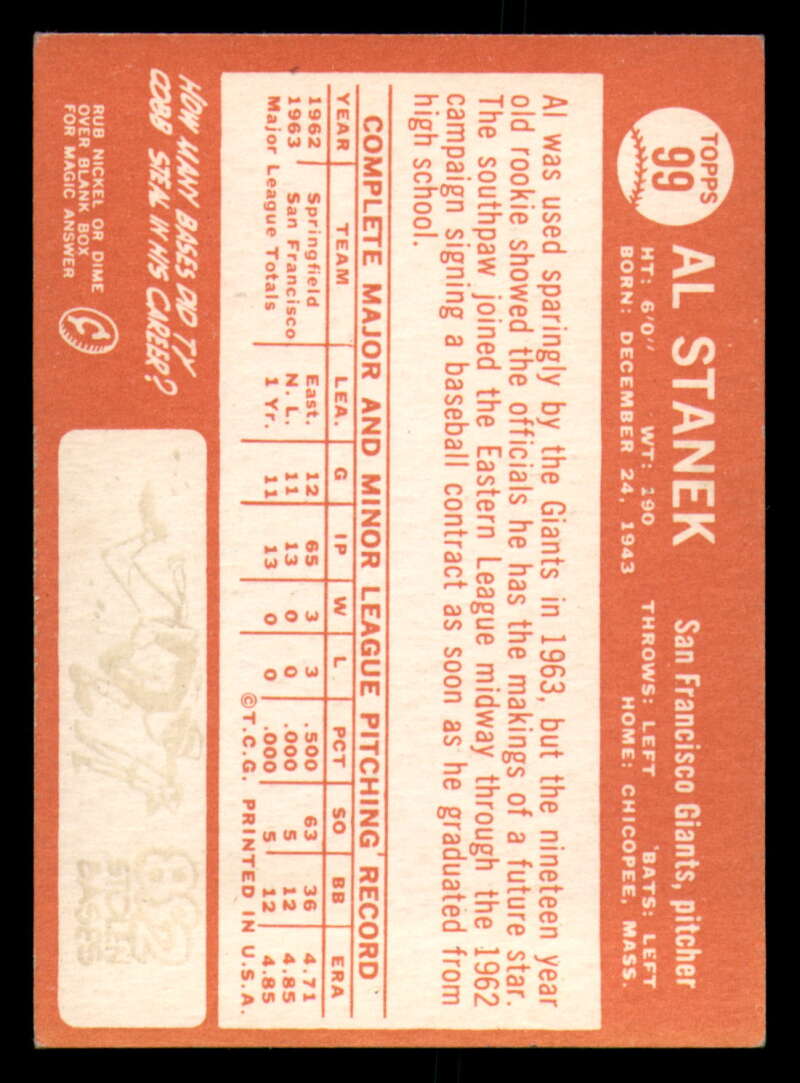 TOPPS
99
AL STANEK
San Francisco Giants, pitcher
HT: 6'0" WT: 190 THROWS: LEFT BATS: LEFT
BORN: DECEMBER 24, 1943 HOME: CHICOPEE, MASS.
Al was used sparingly by the Giants in 1963, but the nineteen year
old rookie showed the officials he has the makings of a future star.
The southpaw joined the Eastern League midway through the 1962
campaign signing a baseball contract as soon as he graduated from
high school.
COMPLETE MAJOR AND MINOR LEAGUE PITCHING RECORD
YEAR TEAM LEA. G IP W L PCT SO BB ERA
1962 Springfield East. 12 65 3 3 .500 63 36 4.71
1963 San Francisco N. L. 11 13 0 0 .000 5 12 4.85
Major League Totals 1 Yr. 11 13 0 0 .000 5 12 4.85
©T.C.G. PRINTED IN U.S.A.
HOW MANY BASES DID TY
COBB STEAL IN HIS CAREER?
RUB NICKEL OR DIME
OVER BLANK BOX
FOR MAGIC ANSWER
892
STOLEN
BASES